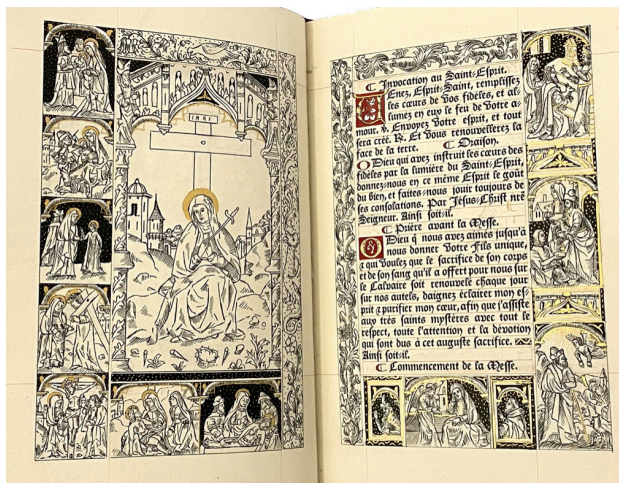 INRI
¶ Invocation au Saint-Esprit.
VEnez, Esprit-Saint, remplissez
les cœurs de vos fidèles, et al-
lumez en eux le feu de votre a-
mour. ℣. Envoyez votre esprit, et tout
sera créé. ℟. Et vous renouvellerez la
face de la terre. ¶ Oraison.
O Dieu qui avez instruit les cœurs des
fidèles par la lumière du Saint-Esprit,
donnez-nous en ce même Esprit le goût
du bien, et faites-nous jouir toujours de
ses consolations. Par Jésus-Christ nrẽ
Seigneur. Ainsi soit-il.
¶ Prière avant la Messe.
O Dieu q̃ nous avez aimés jusqu'à
nous donner votre Fils unique,
⁊ qui voulez que le sacrifice de son corps
et de son sang qu'il a offert pour nous sur
le Calvaire soit renouvelé chaque jour
sur nos autels, daignez éclairer mon es-
prit ⁊ purifier mon cœur, afin que j'assiste
aux très saints mystères avec tout le
respect, toute l'attention et la dévotion
qui sont dus à cet auguste sacrifice.
Ainsi soit-il.
¶ Commencement de la Messe.